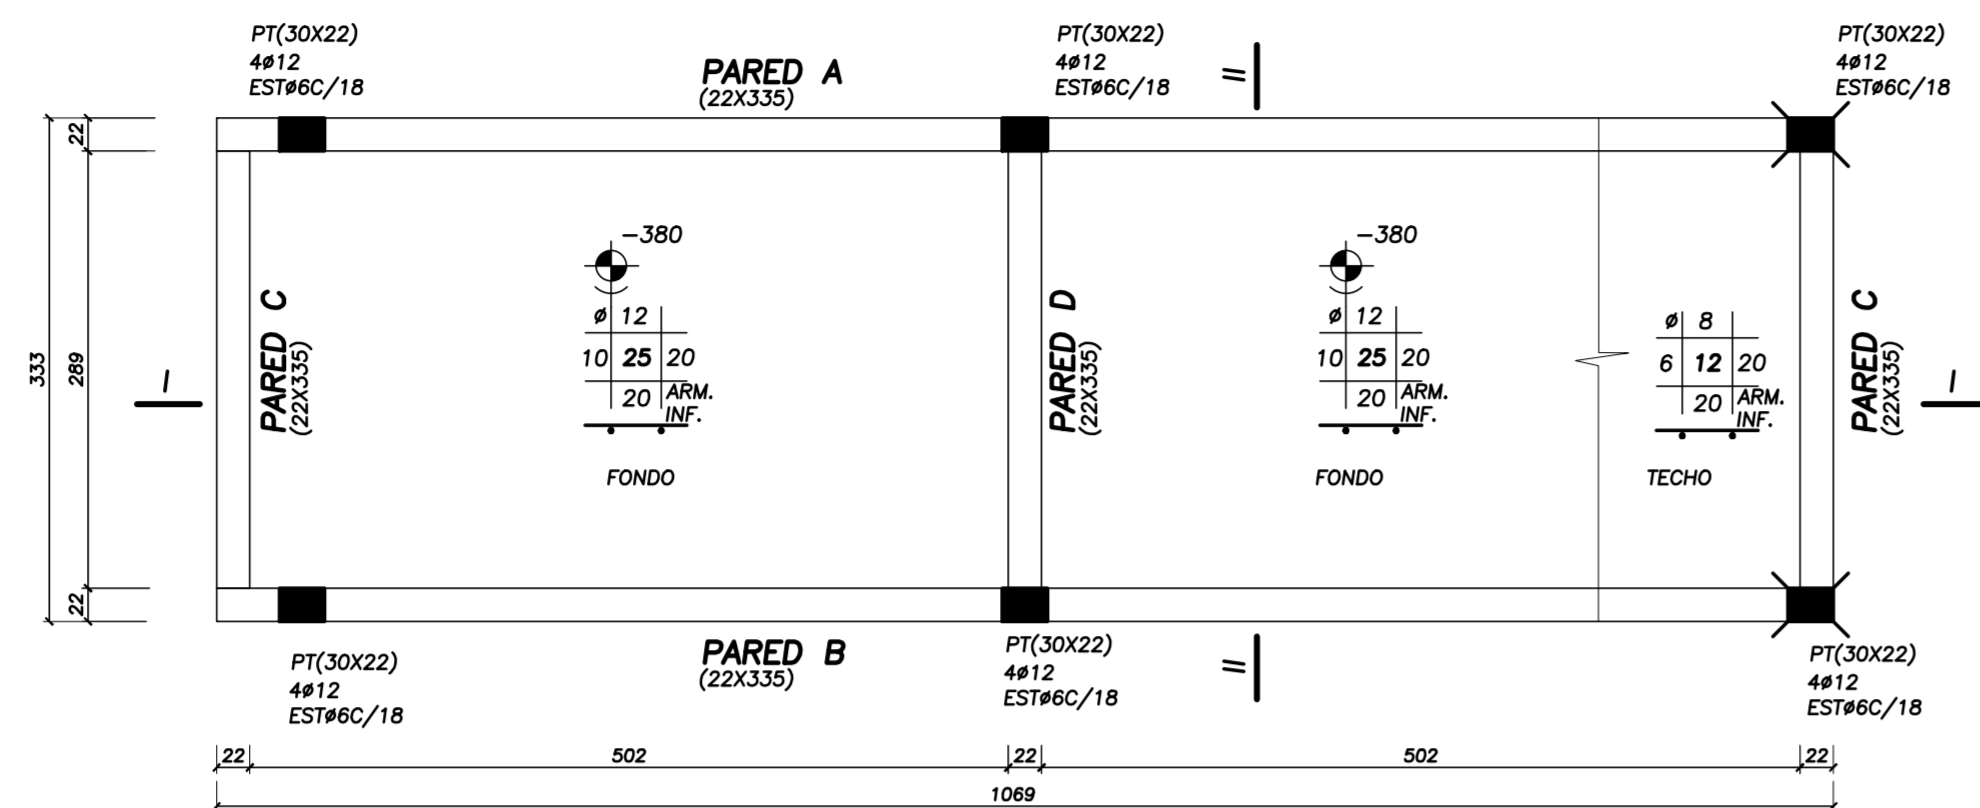 PT(30X22)
4ø12
ESTø6C/18
PARED A
(22X335)
PT(30X22)
4ø12
ESTø6C/18
=
PT(30X22)
4ø12
ESTø6C/18
22
289
22
333
I
PARED C
(22X335)
-380
ø 12
10 25 20
20 ARM.
INF.
FONDO
PARED D
(22X335)
-380
ø 12
10 25 20
20 ARM.
INF.
FONDO
ø 8
6 12 20
20 ARM.
INF.
TECHO
PARED C
(22X335)
I
PT(30X22)
4ø12
ESTø6C/18
PARED B
(22X335)
PT(30X22)
4ø12
ESTø6C/18
=
PT(30X22)
4ø12
ESTø6C/18
22 502 22 502 22
1069